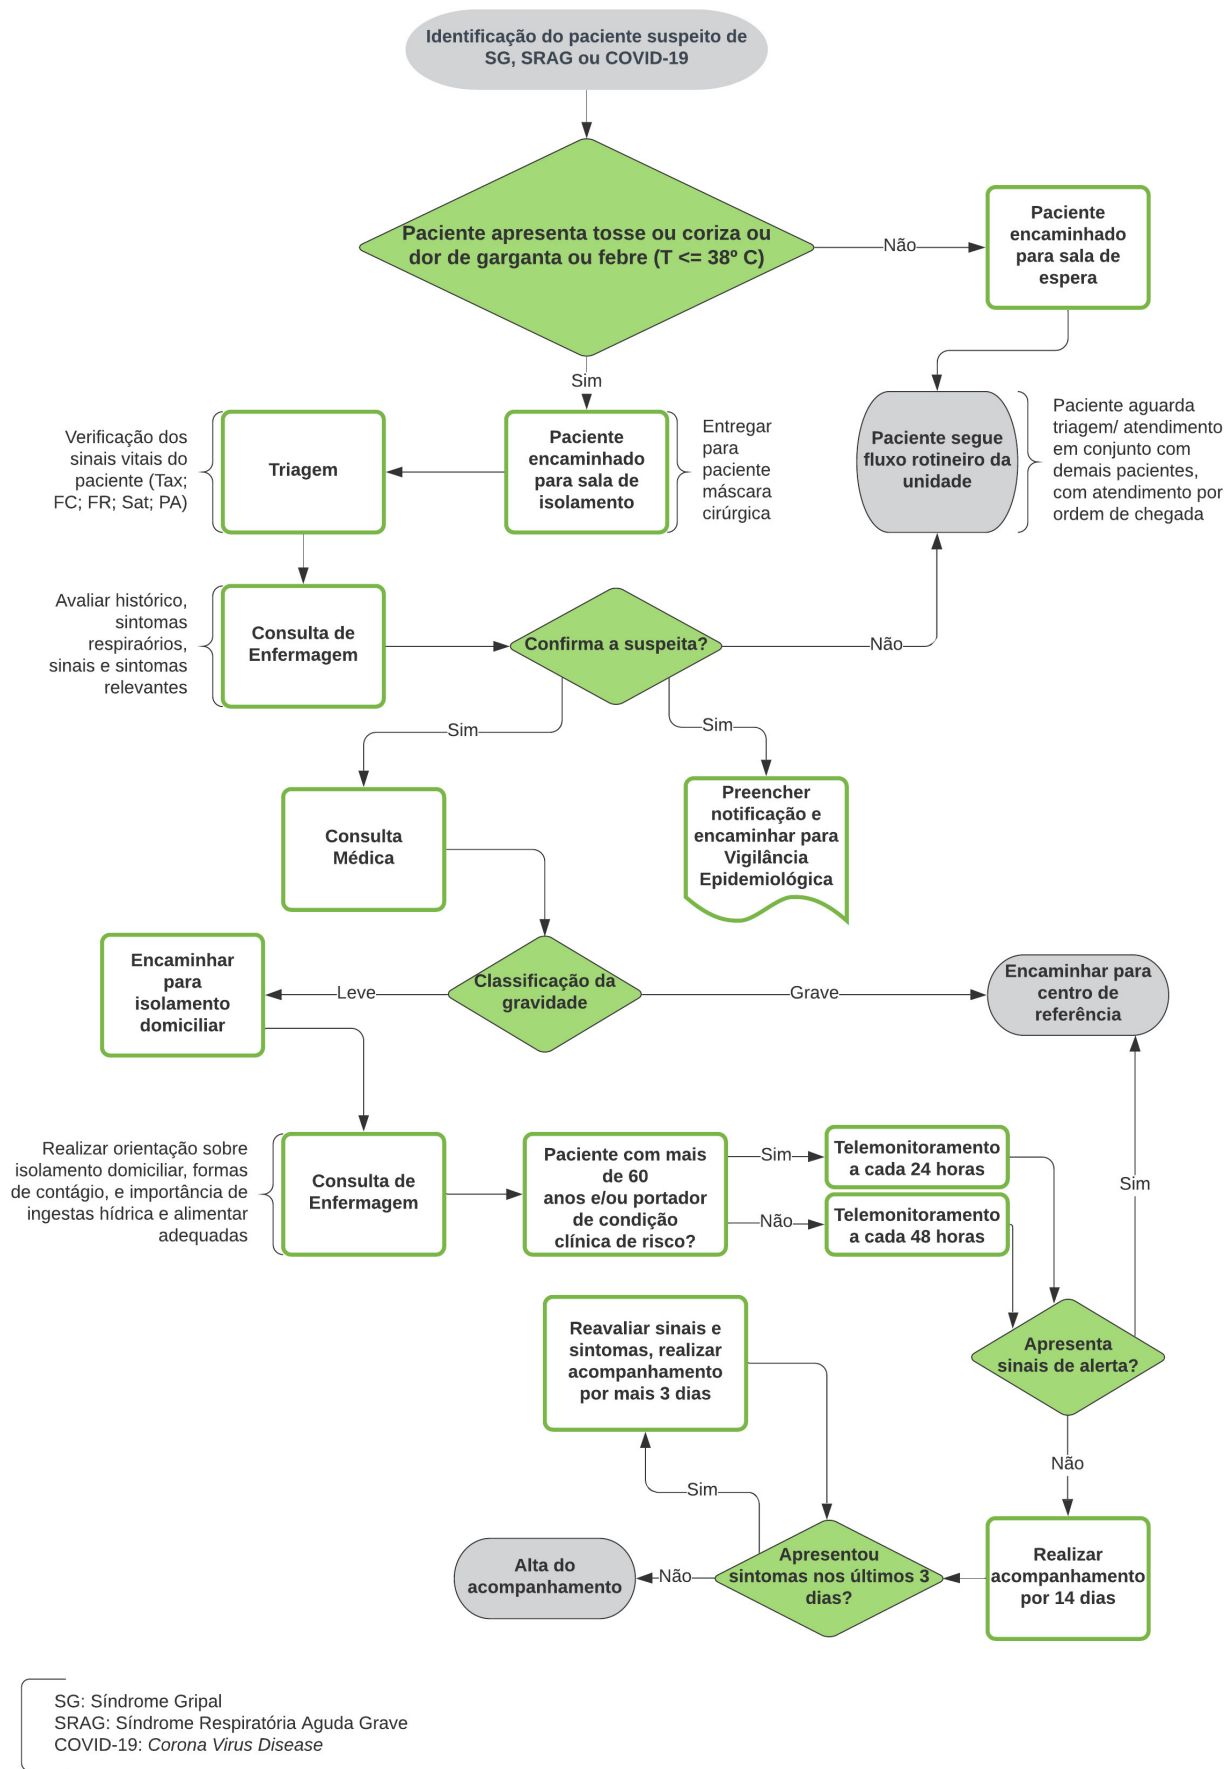 Identificação do paciente suspeito de
SG, SRAG ou COVID-19
Paciente apresenta tosse ou coriza ou
dor de garganta ou febre (T <= 38º C)
Não
Paciente
encaminhado
para sala de
espera
Sim
Verificação dos
sinais vitais do
paciente (Tax;
FC; FR; Sat; PA)
Triagem
Paciente
encaminhado
para sala de
isolamento
Entregar
para
paciente
máscara
cirúrgica
Paciente segue
fluxo rotineiro da
unidade
Paciente aguarda
triagem/ atendimento
em conjunto com
demais pacientes,
com atendimento por
ordem de chegada
Avaliar histórico,
sintomas
respiraórios,
sinais e sintomas
relevantes
Consulta de
Enfermagem
Confirma a suspeita?
Não
Sim
Sim
Consulta
Médica
Preencher
notificação e
encaminhar para
Vigilância
Epidemiológica
Encaminhar
para
isolamento
domiciliar
Leve
Classificação da
gravidade
Grave
Encaminhar para
centro de
referência
Realizar orientação sobre
isolamento domiciliar, formas
de contágio, e importância de
ingestas hídrica e alimentar
adequadas
Consulta de
Enfermagem
Paciente com mais
de 60
anos e/ou portador
de condição
clínica de risco?
Sim
Telemonitoramento
a cada 24 horas
Não
Telemonitoramento
a cada 48 horas
Sim
Reavaliar sinais e
sintomas, realizar
acompanhamento
por mais 3 dias
Apresenta
sinais de alerta?
Não
Sim
Alta do
acompanhamento
Não
Apresentou
sintomas nos últimos 3
dias?
Realizar
acompanhamento
por 14 dias
SG: Síndrome Gripal
SRAG: Síndrome Respiratória Aguda Grave
COVID-19: Corona Virus Disease